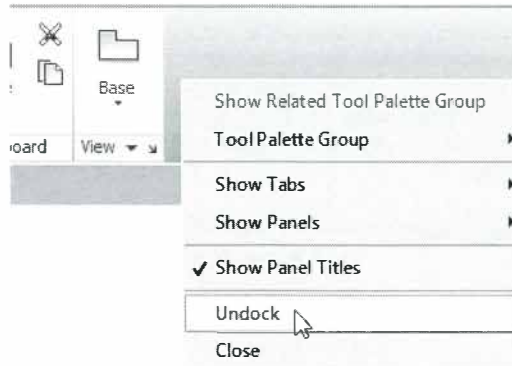 Base
oard
View
Show Related Tool Palette Group
Tool Palette Group
Show Tabs
Show Panels
Show Panel Titles
Undock
Close